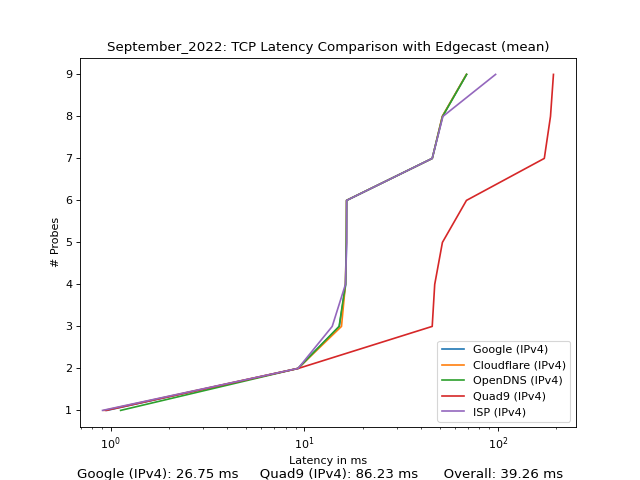 September_2022: TCP Latency Comparison with Edgecast (mean)
# Probes
9
8
7
6
5
4
3
2
1
Google (IPv4)
Cloudflare (IPv4)
OpenDNS (IPv4)
Quad9 (IPv4)
ISP (IPv4)
10⁰ 10¹ 10²
Latency in ms
Google (IPv4): 26.75 ms Quad9 (IPv4): 86.23 ms Overall: 39.26 ms